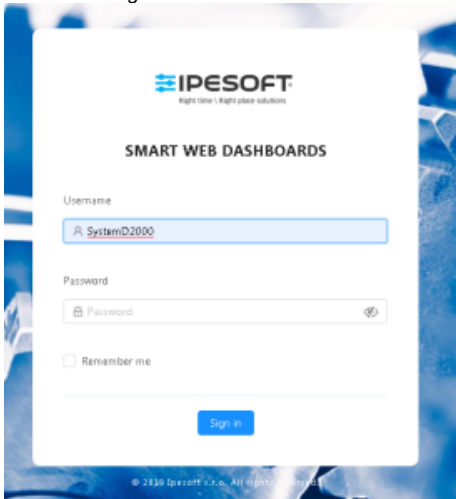 IPESOFT
Right time \ Right place solutions
SMART WEB DASHBOARDS
Username
SystemD2000
Password
Password
Remember me
Sign in
© 2019 Ipesoft s.r.o. All rights reserved.